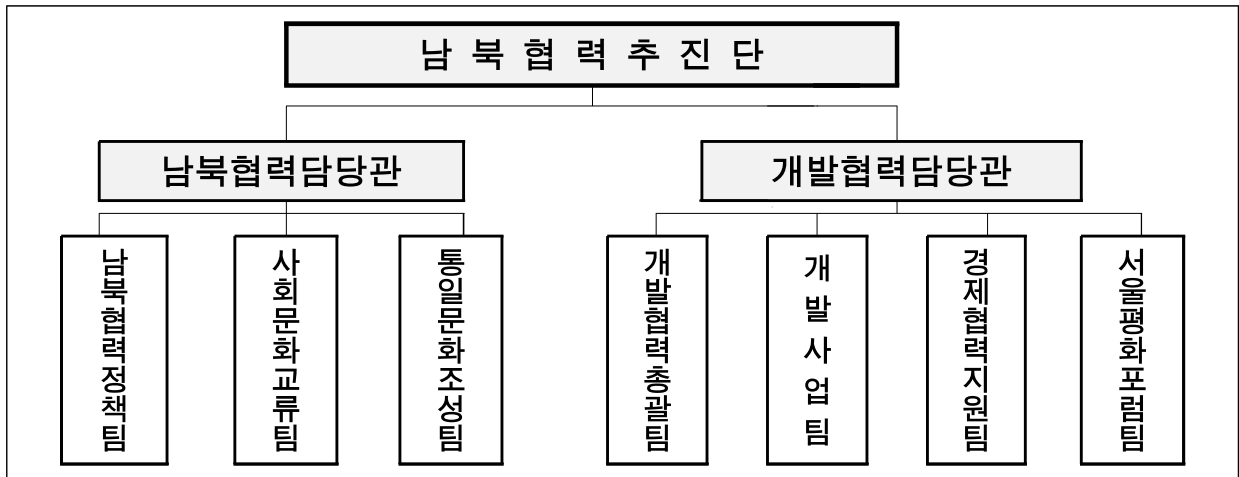 남 북 협 력 추 진 단
남북협력담당관
개발협력담당관
남북협력정책팀
사회문화교류팀
통일문화조성팀
개발협력총괄팀
개발사업팀
경제협력지원팀
서울평화포럼팀